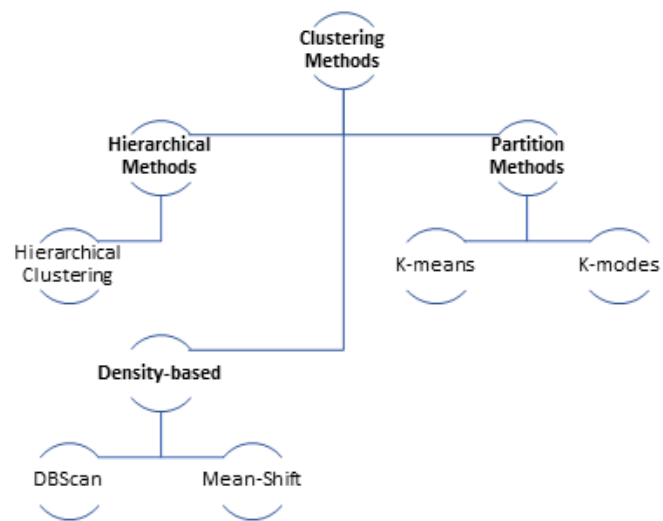 Clustering
Methods
Hierarchical
Methods
Partition
Methods
Hierarchical
Clustering
K-means
K-modes
Density-based
DBScan
Mean-Shift